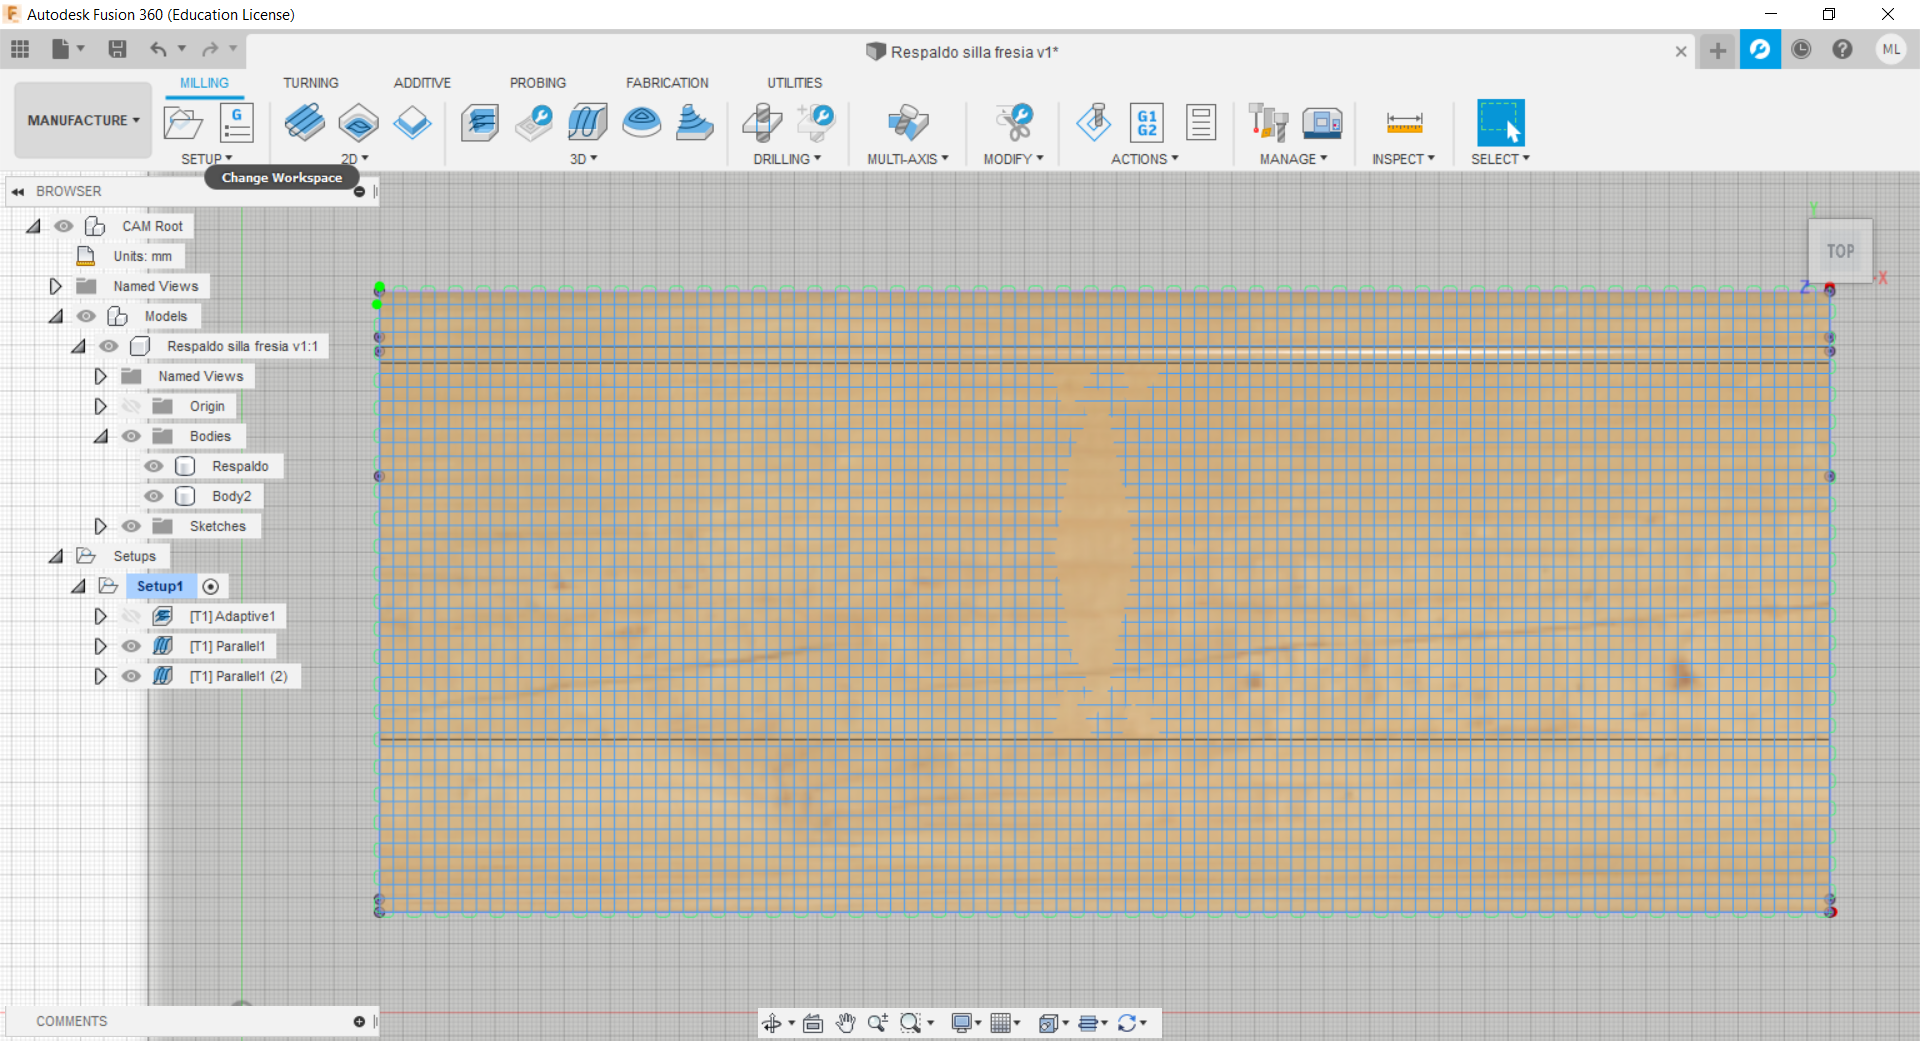 Autodesk Fusion 360 (Education License)
Respaldo silla fresia v1*
ML
MILLING TURNING ADDITIVE PROBING FABRICATION UTILITIES
MANUFACTURE
G
G1
G2
SETUP 2D 3D DRILLING MULTI-AXIS MODIFY ACTIONS MANAGE INSPECT SELECT
Change Workspace
BROWSER
CAM Root
Units: mm
Named Views
Models
Respaldo silla fresia v1:1
Named Views
Origin
Bodies
Respaldo
Body2
Sketches
Setups
Setup1
[T1] Adaptive1
[T1] Parallel1
[T1] Parallel1 (2)
Y
TOP
Z
X
COMMENTS